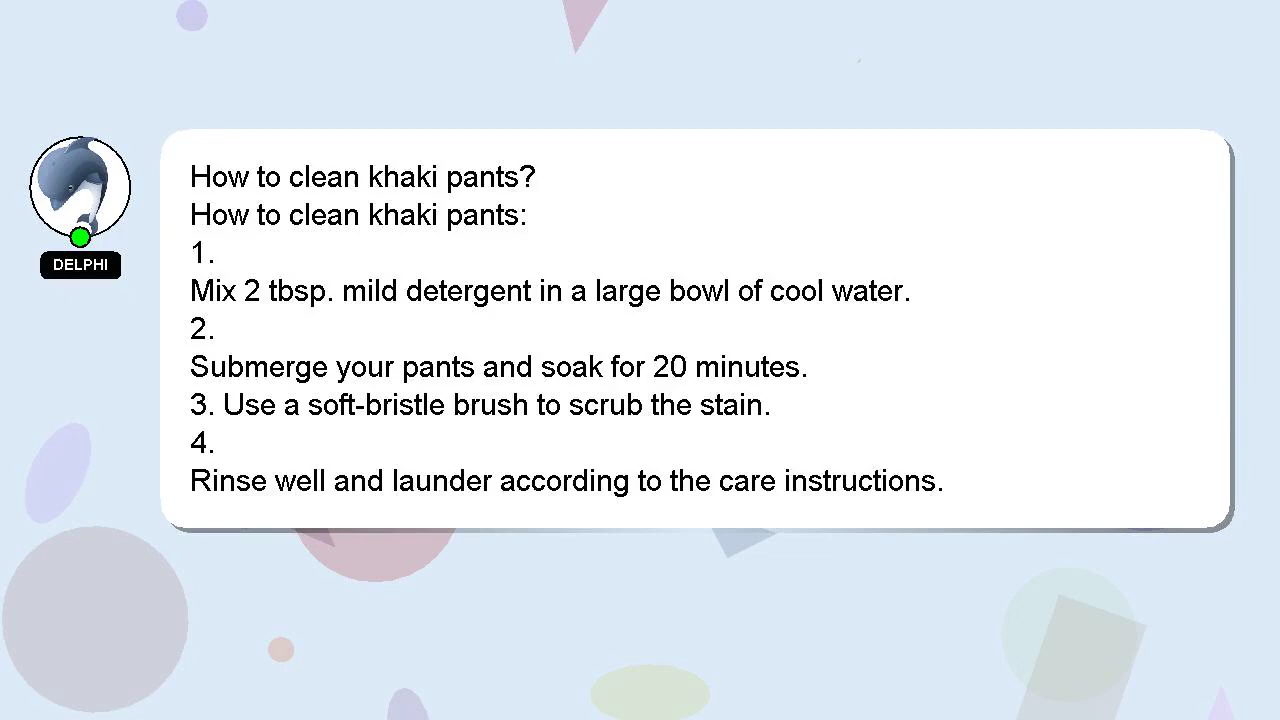 DELPHI
How to clean khaki pants?
How to clean khaki pants:
1.
Mix 2 tbsp. mild detergent in a large bowl of cool water.
2.
Submerge your pants and soak for 20 minutes.
3. Use a soft-bristle brush to scrub the stain.
4.
Rinse well and launder according to the care instructions.